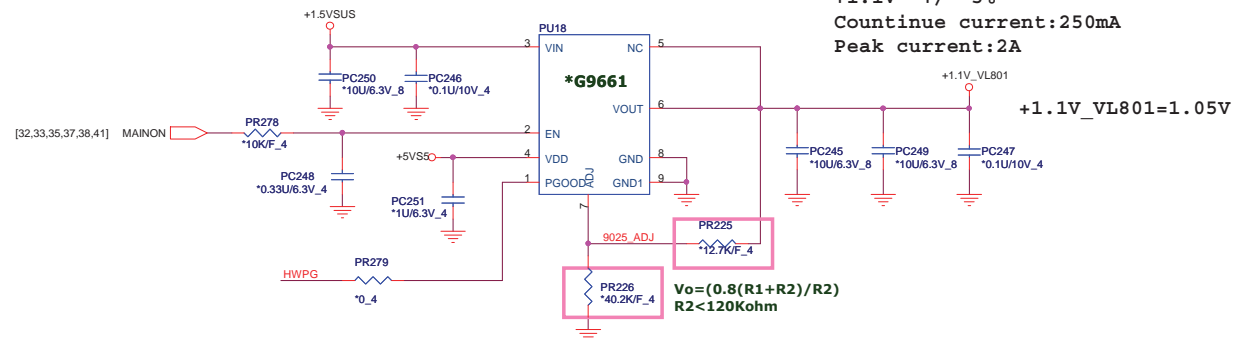 +1.5VSUS
Countinue current:250mA
Peak current:2A
PU18
3
VIN
NC
5
PC250
*10U/6.3V_8
PC246
*0.1U/10V_4
*G9661
+1.1V_VL801
VOUT
6
+1.1V_VL801=1.05V
[32,33,35,37,38,41]
MAINON
PR278
*10K/F_4
2
EN
+5VS5
4
VDD
GND
8
PC245
*10U/6.3V_8
PC249
*10U/6.3V_8
PC247
*0.1U/10V_4
PC248
*0.33U/6.3V_4
1
PGOOD
ADJ
GND1
9
PC251
*1U/6.3V_4
7
9025_ADJ
PR225
*12.7K/F_4
HWPG
PR279
*0_4
PR226
*40.2K/F_4
Vo=(0.8(R1+R2)/R2)
R2<120Kohm